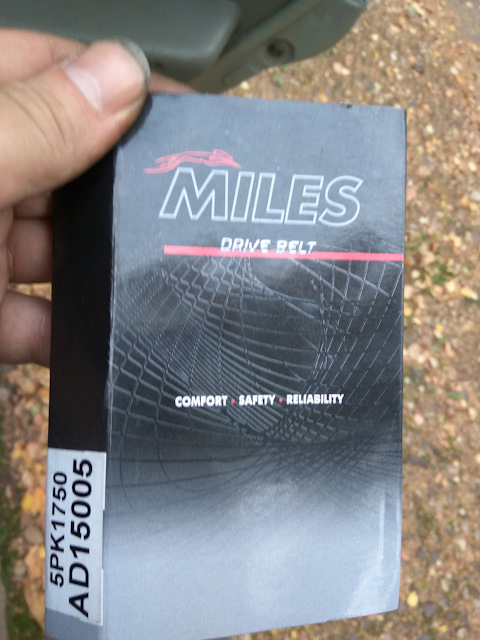 MILES
DRIVE BELT
COMFORT • SAFETY • RELIABILITY
5PK1750
AD15005